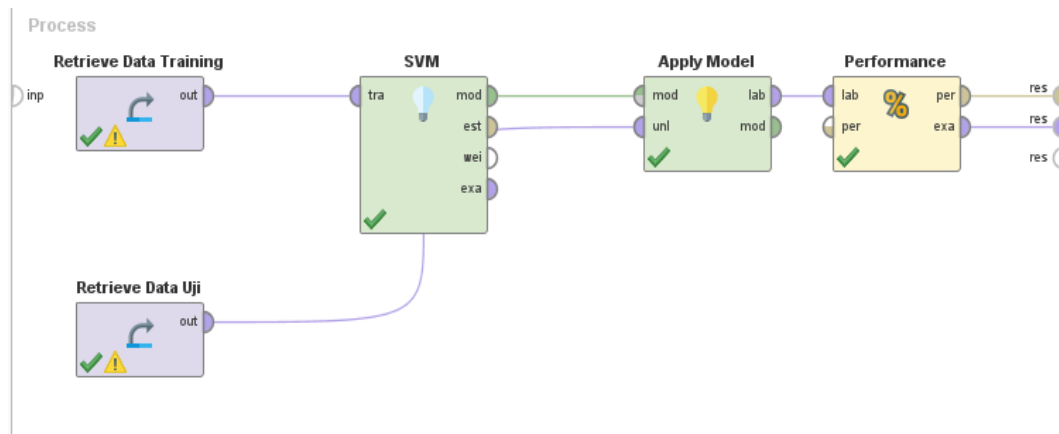 Process
Retrieve Data Training
SVM
Apply Model
Performance
inp
out
tra
mod
est
wei
exa
mod
unl
lab
mod
lab
per
per
exa
res
res
res
Retrieve Data Uji
out